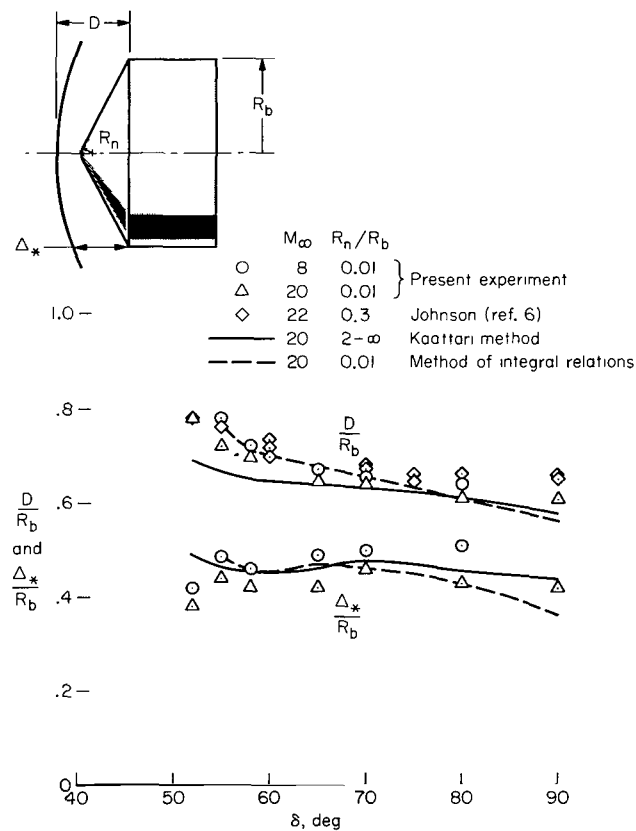 D
R_b
R_n
Δ_*
M_∞ R_n/R_b
8 0.01
20 0.01
Present experiment
22 0.3 Johnson (ref. 6)
20 2-∞ Kaattari method
20 0.01 Method of integral relations
1.0
.8
.6
.4
.2
0
D/R_b
and
Δ_*/R_b
D/R_b
Δ_*/R_b
40 50 60 70 80 90
δ, deg